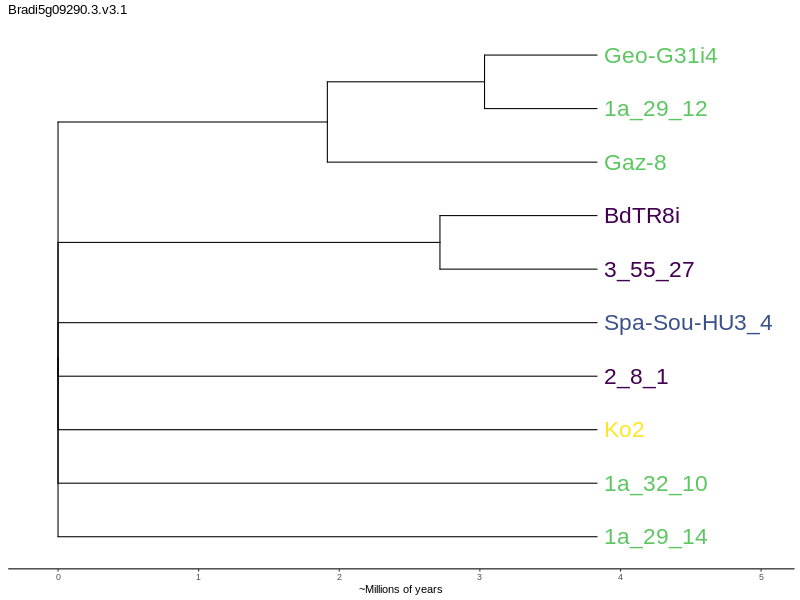 Bradi5g09290.3.v3.1
Geo-G31i4
1a_29_12
Gaz-8
BdTR8i
3_55_27
Spa-Sou-HU3_4
2_8_1
Ko2
1a_32_10
1a_29_14
0 1 2 3 4 5
~Millions of years